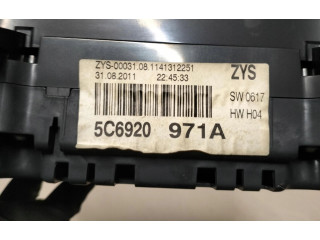 ZYS-00031.08.1141312251
31.08.2011 22:45:33
ZYS
SW 0617
HW H04
5C6920 971A